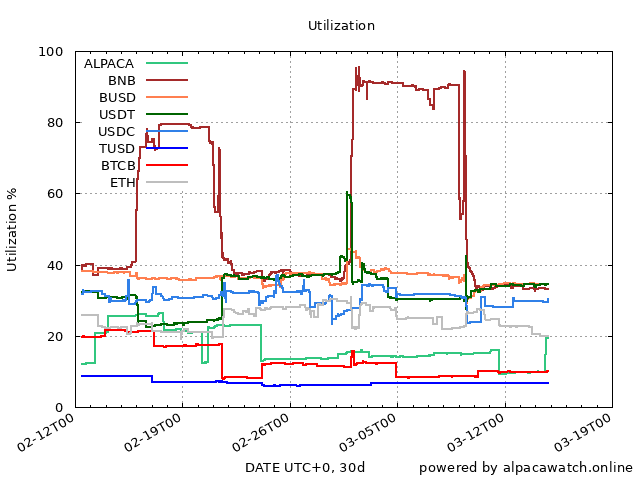 Utilization
100
80
60
40
20
0
Utilization %
ALPACA
BNB
BUSD
USDT
USDC
TUSD
BTCB
ETH
02-12T00
02-19T00
02-26T00
03-05T00
03-12T00
03-19T00
DATE UTC+0, 30d
powered by alpacawatch.online